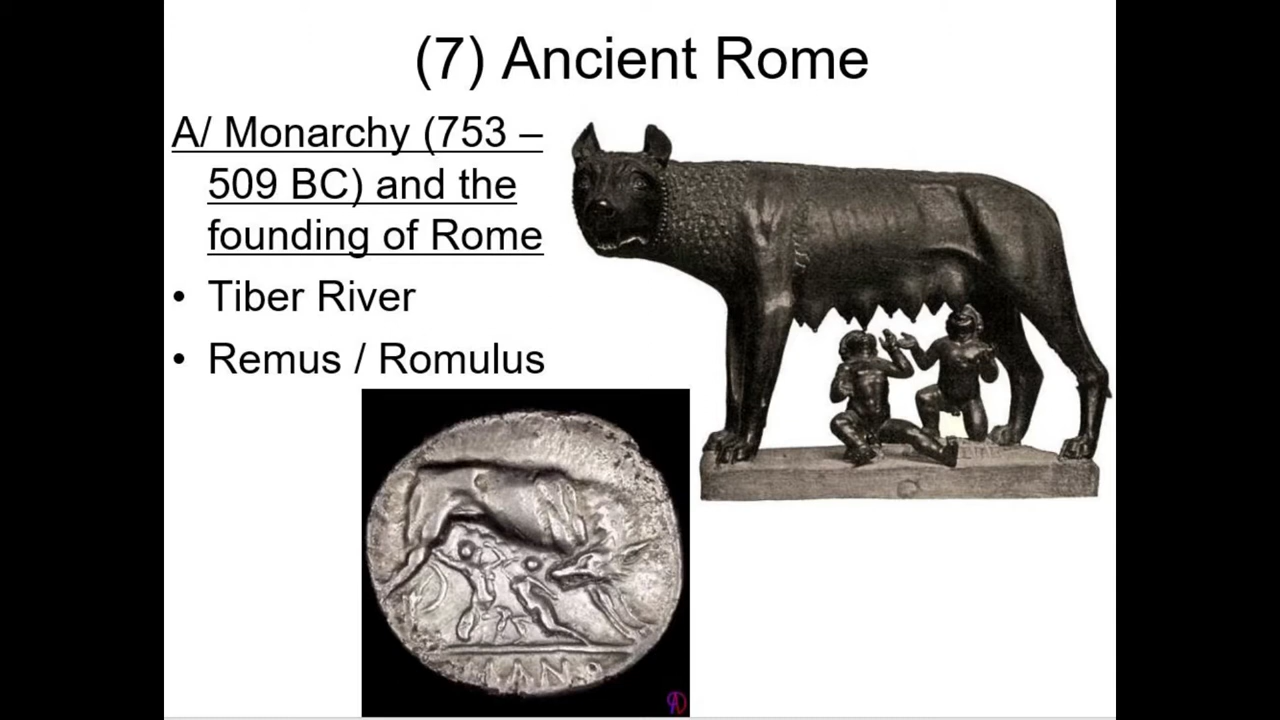 (7) Ancient Rome
A/ Monarchy (753 –
509 BC) and the
founding of Rome
• Tiber River
• Remus / Romulus